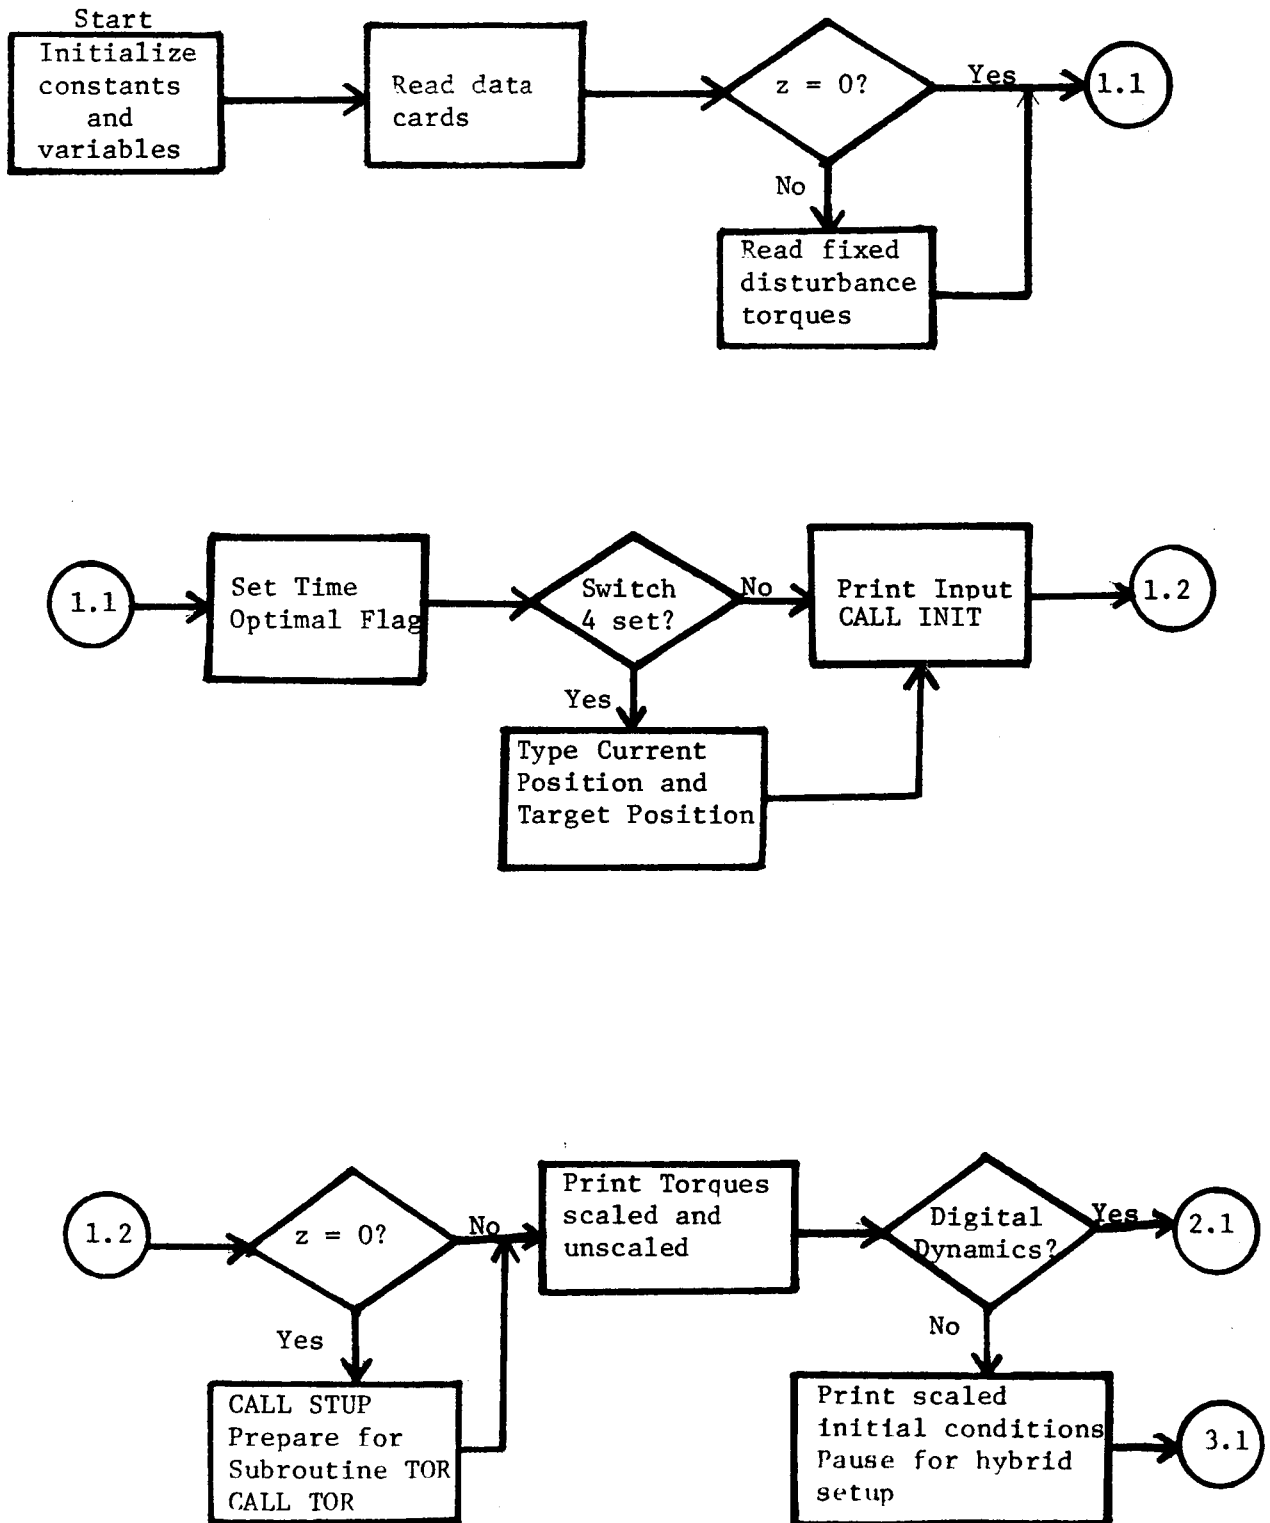 Start
Initialize
constants
and
variables
Read data
cards
z = 0?
Yes
1.1
No
Read fixed
disturbance
torques
1.1
Set Time
Optimal Flag
Switch
4 set?
No
Print Input
CALL INIT
1.2
Yes
Type Current
Position and
Target Position
1.2
z = 0?
No
Print Torques
scaled and
unscaled
Digital
Dynamics?
Yes
2.1
Yes
CALL STUP
Prepare for
Subroutine TOR
CALL TOR
No
Print scaled
initial conditions
Pause for hybrid
setup
3.1